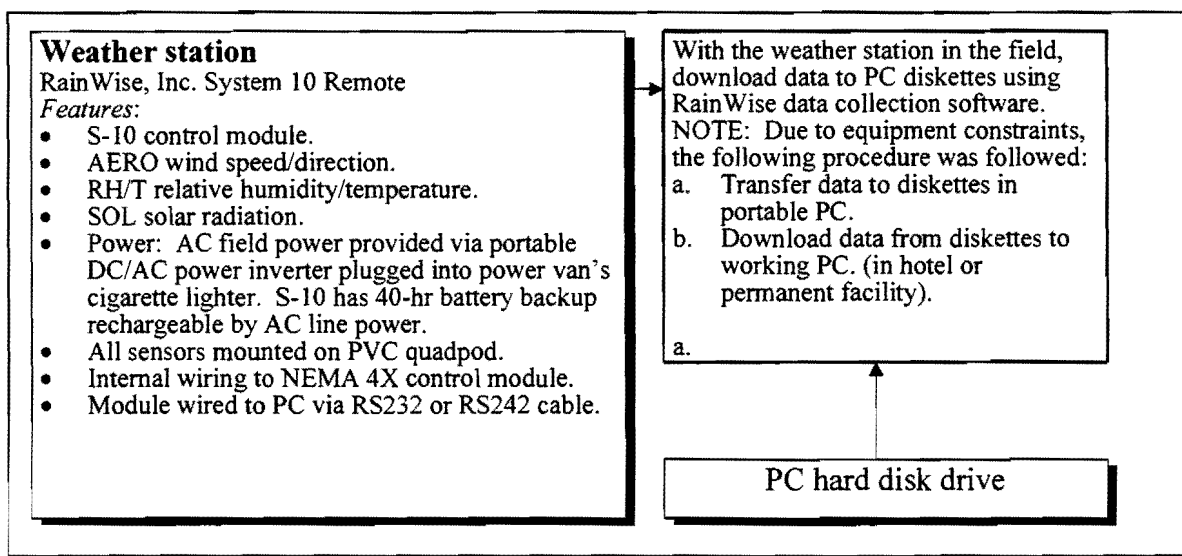 Weather station
RainWise, Inc. System 10 Remote
Features:
• S-10 control module.
• AERO wind speed/direction.
• RH/T relative humidity/temperature.
• SOL solar radiation.
• Power: AC field power provided via portable
DC/AC power inverter plugged into power van's
cigarette lighter. S-10 has 40-hr battery backup
rechargeable by AC line power.
• All sensors mounted on PVC quadpod.
• Internal wiring to NEMA 4X control module.
• Module wired to PC via RS232 or RS242 cable.
With the weather station in the field,
download data to PC diskettes using
RainWise data collection software.
NOTE: Due to equipment constraints,
the following procedure was followed:
a. Transfer data to diskettes in
portable PC.
b. Download data from diskettes to
working PC. (in hotel or
permanent facility).
a.
PC hard disk drive